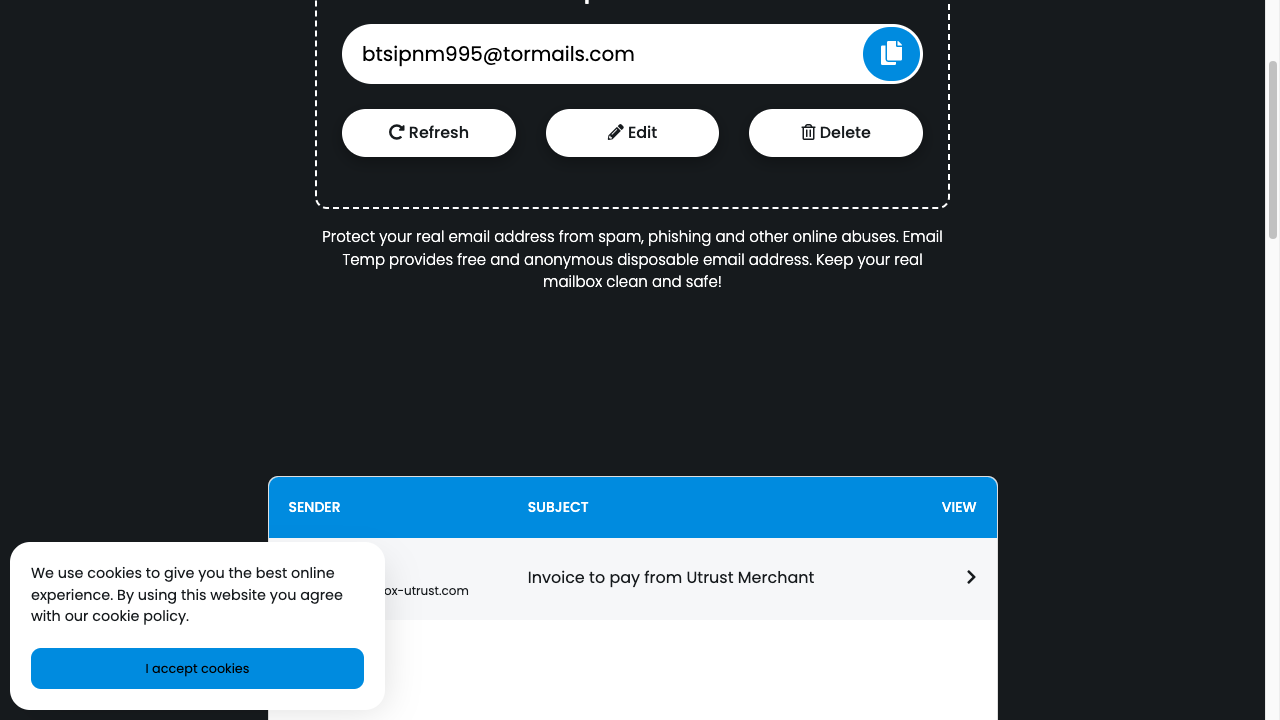 btsipnm995@tormails.com
Refresh
Edit
Delete
Protect your real email address from spam, phishing and other online abuses. Email
Temp provides free and anonymous disposable email address. Keep your real
mailbox clean and safe!
SENDER
SUBJECT
VIEW
Invoice to pay from Utrust Merchant
ox-utrust.com
We use cookies to give you the best online
experience. By using this website you agree
with our cookie policy.
I accept cookies